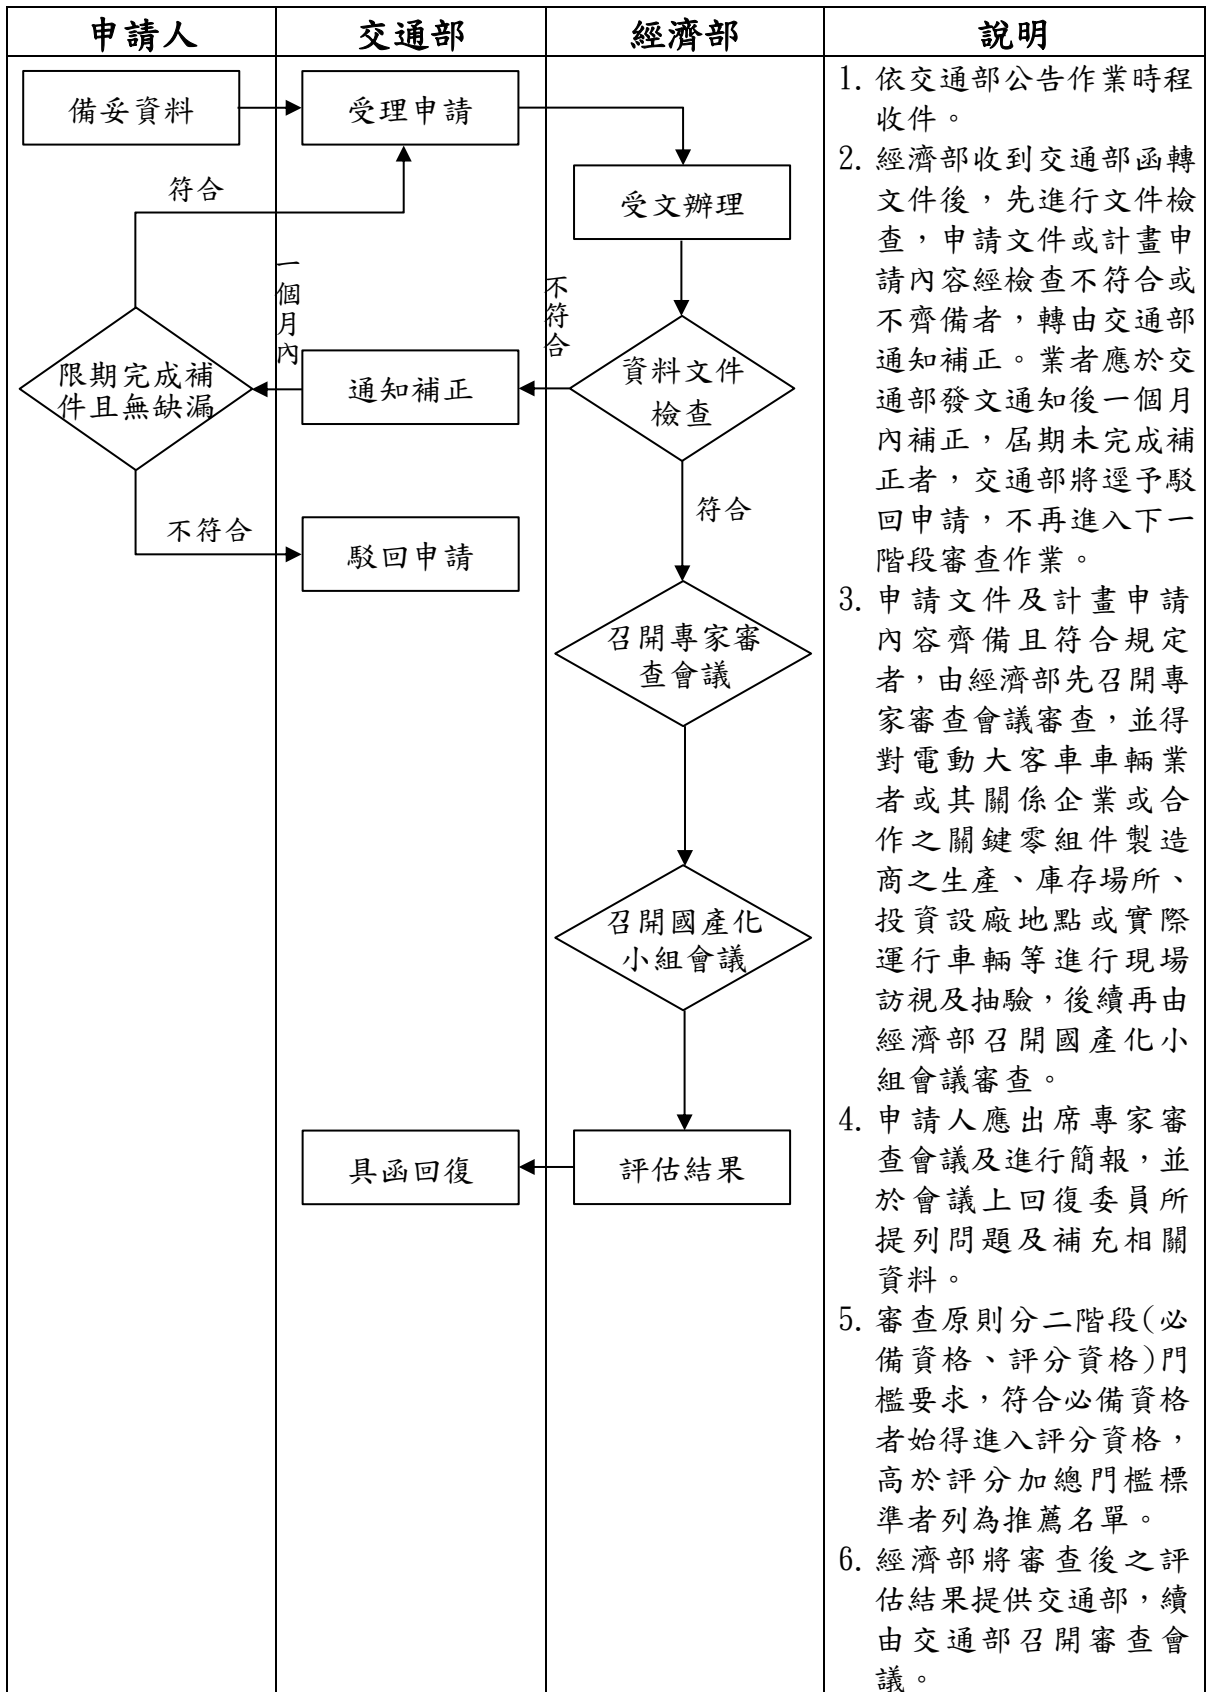 申請人
交通部
經濟部
說明
備妥資料
受理申請
受文辦理
符合
一個月內
不符合
限期完成補
件且無缺漏
通知補正
資料文件
檢查
不符合
駁回申請
符合
召開專家審
查會議
召開國產化
小組會議
具函回復
評估結果
1. 依交通部公告作業時程
收件。
2. 經濟部收到交通部函轉
文件後，先進行文件檢
查，申請文件或計畫申
請內容經檢查不符合或
不齊備者，轉由交通部
通知補正。業者應於交
通部發文通知後一個月
內補正，屆期未完成補
正者，交通部將逕予駁
回申請，不再進入下一
階段審查作業。
3. 申請文件及計畫申請
內容齊備且符合規定
者，由經濟部先召開專
家審查會議審查，並得
對電動大客車車輛業
者或其關係企業或合
作之關鍵零組件製造
商之生產、庫存場所、
投資設廠地點或實際
運行車輛等進行現場
訪視及抽驗，後續再由
經濟部召開國產化小
組會議審查。
4. 申請人應出席專家審
查會議及進行簡報，並
於會議上回復委員所
提列問題及補充相關
資料。
5. 審查原則分二階段(必
備資格、評分資格)門
檻要求，符合必備資格
者始得進入評分資格，
高於評分加總門檻標
準者列為推薦名單。
6. 經濟部將審查後之評
估結果提供交通部，續
由交通部召開審查會
議。